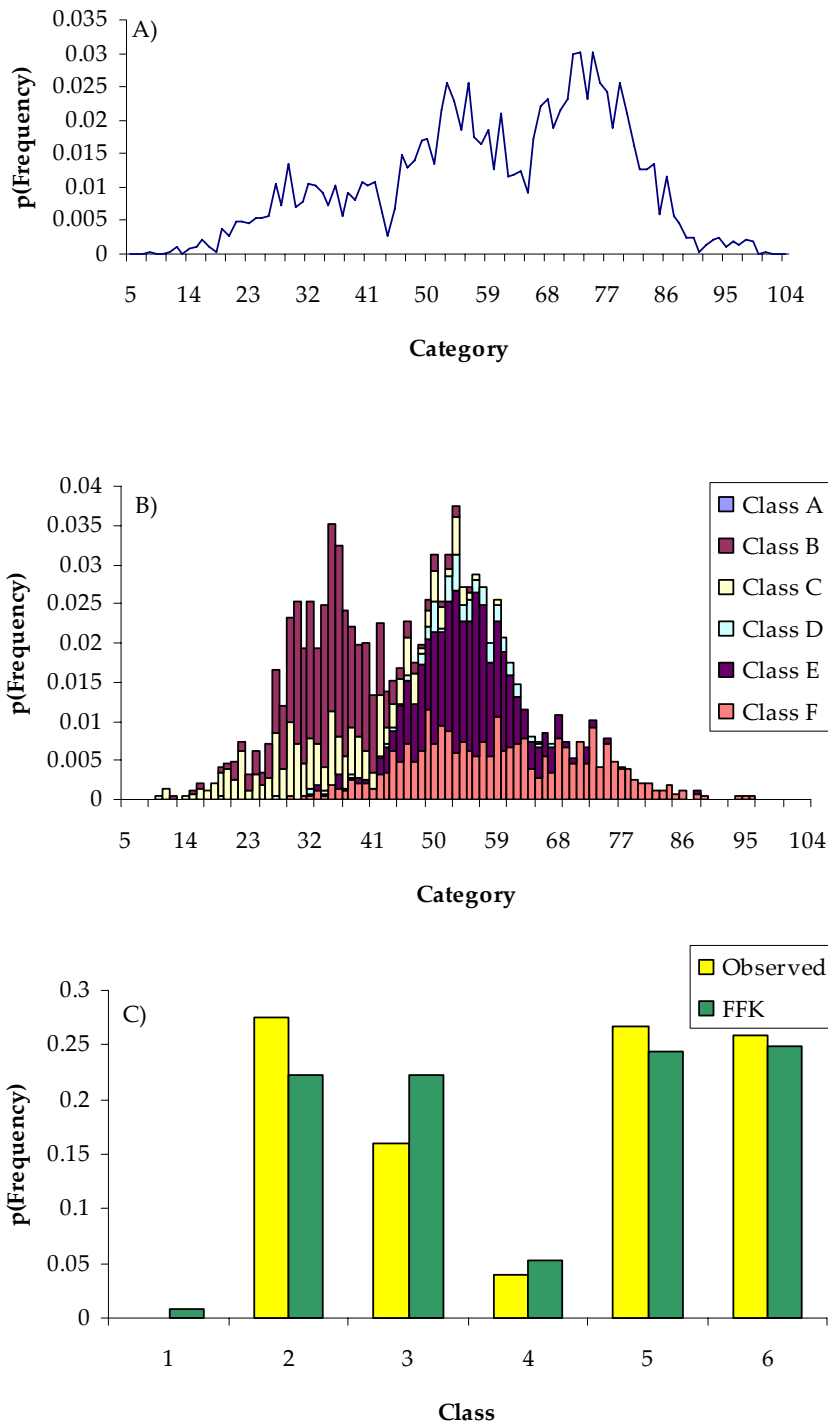 A)
0.035
0.03
0.025
0.02
0.015
0.01
0.005
0
p(Frequency)
5 14 23 32 41 50 59 68 77 86 95 104
Category
B)
0.04
0.035
0.03
0.025
0.02
0.015
0.01
0.005
0
p(Frequency)
Class A
Class B
Class C
Class D
Class E
Class F
5 14 23 32 41 50 59 68 77 86 95 104
Category
Observed
FFK
C)
0.3
0.25
0.2
0.15
0.1
0.05
0
p(Frequency)
1 2 3 4 5 6
Class